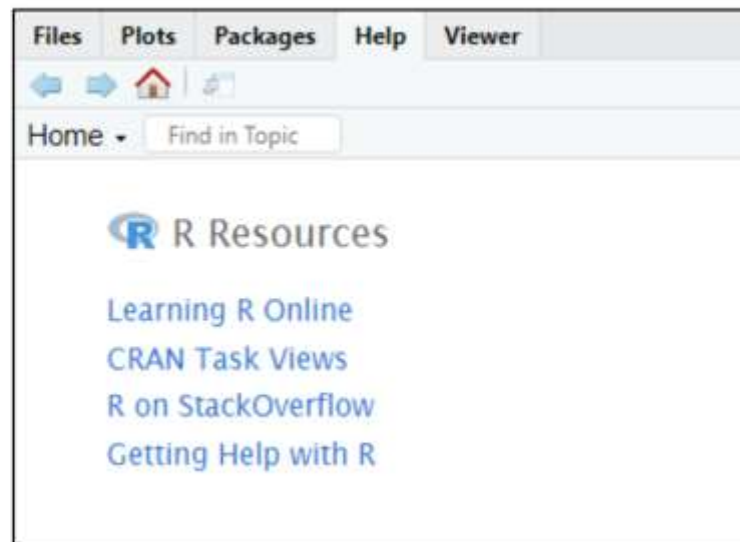 Files Plots Packages Help Viewer
Home Find in Topic
R R Resources
Learning R Online
CRAN Task Views
R on StackOverflow
Getting Help with R